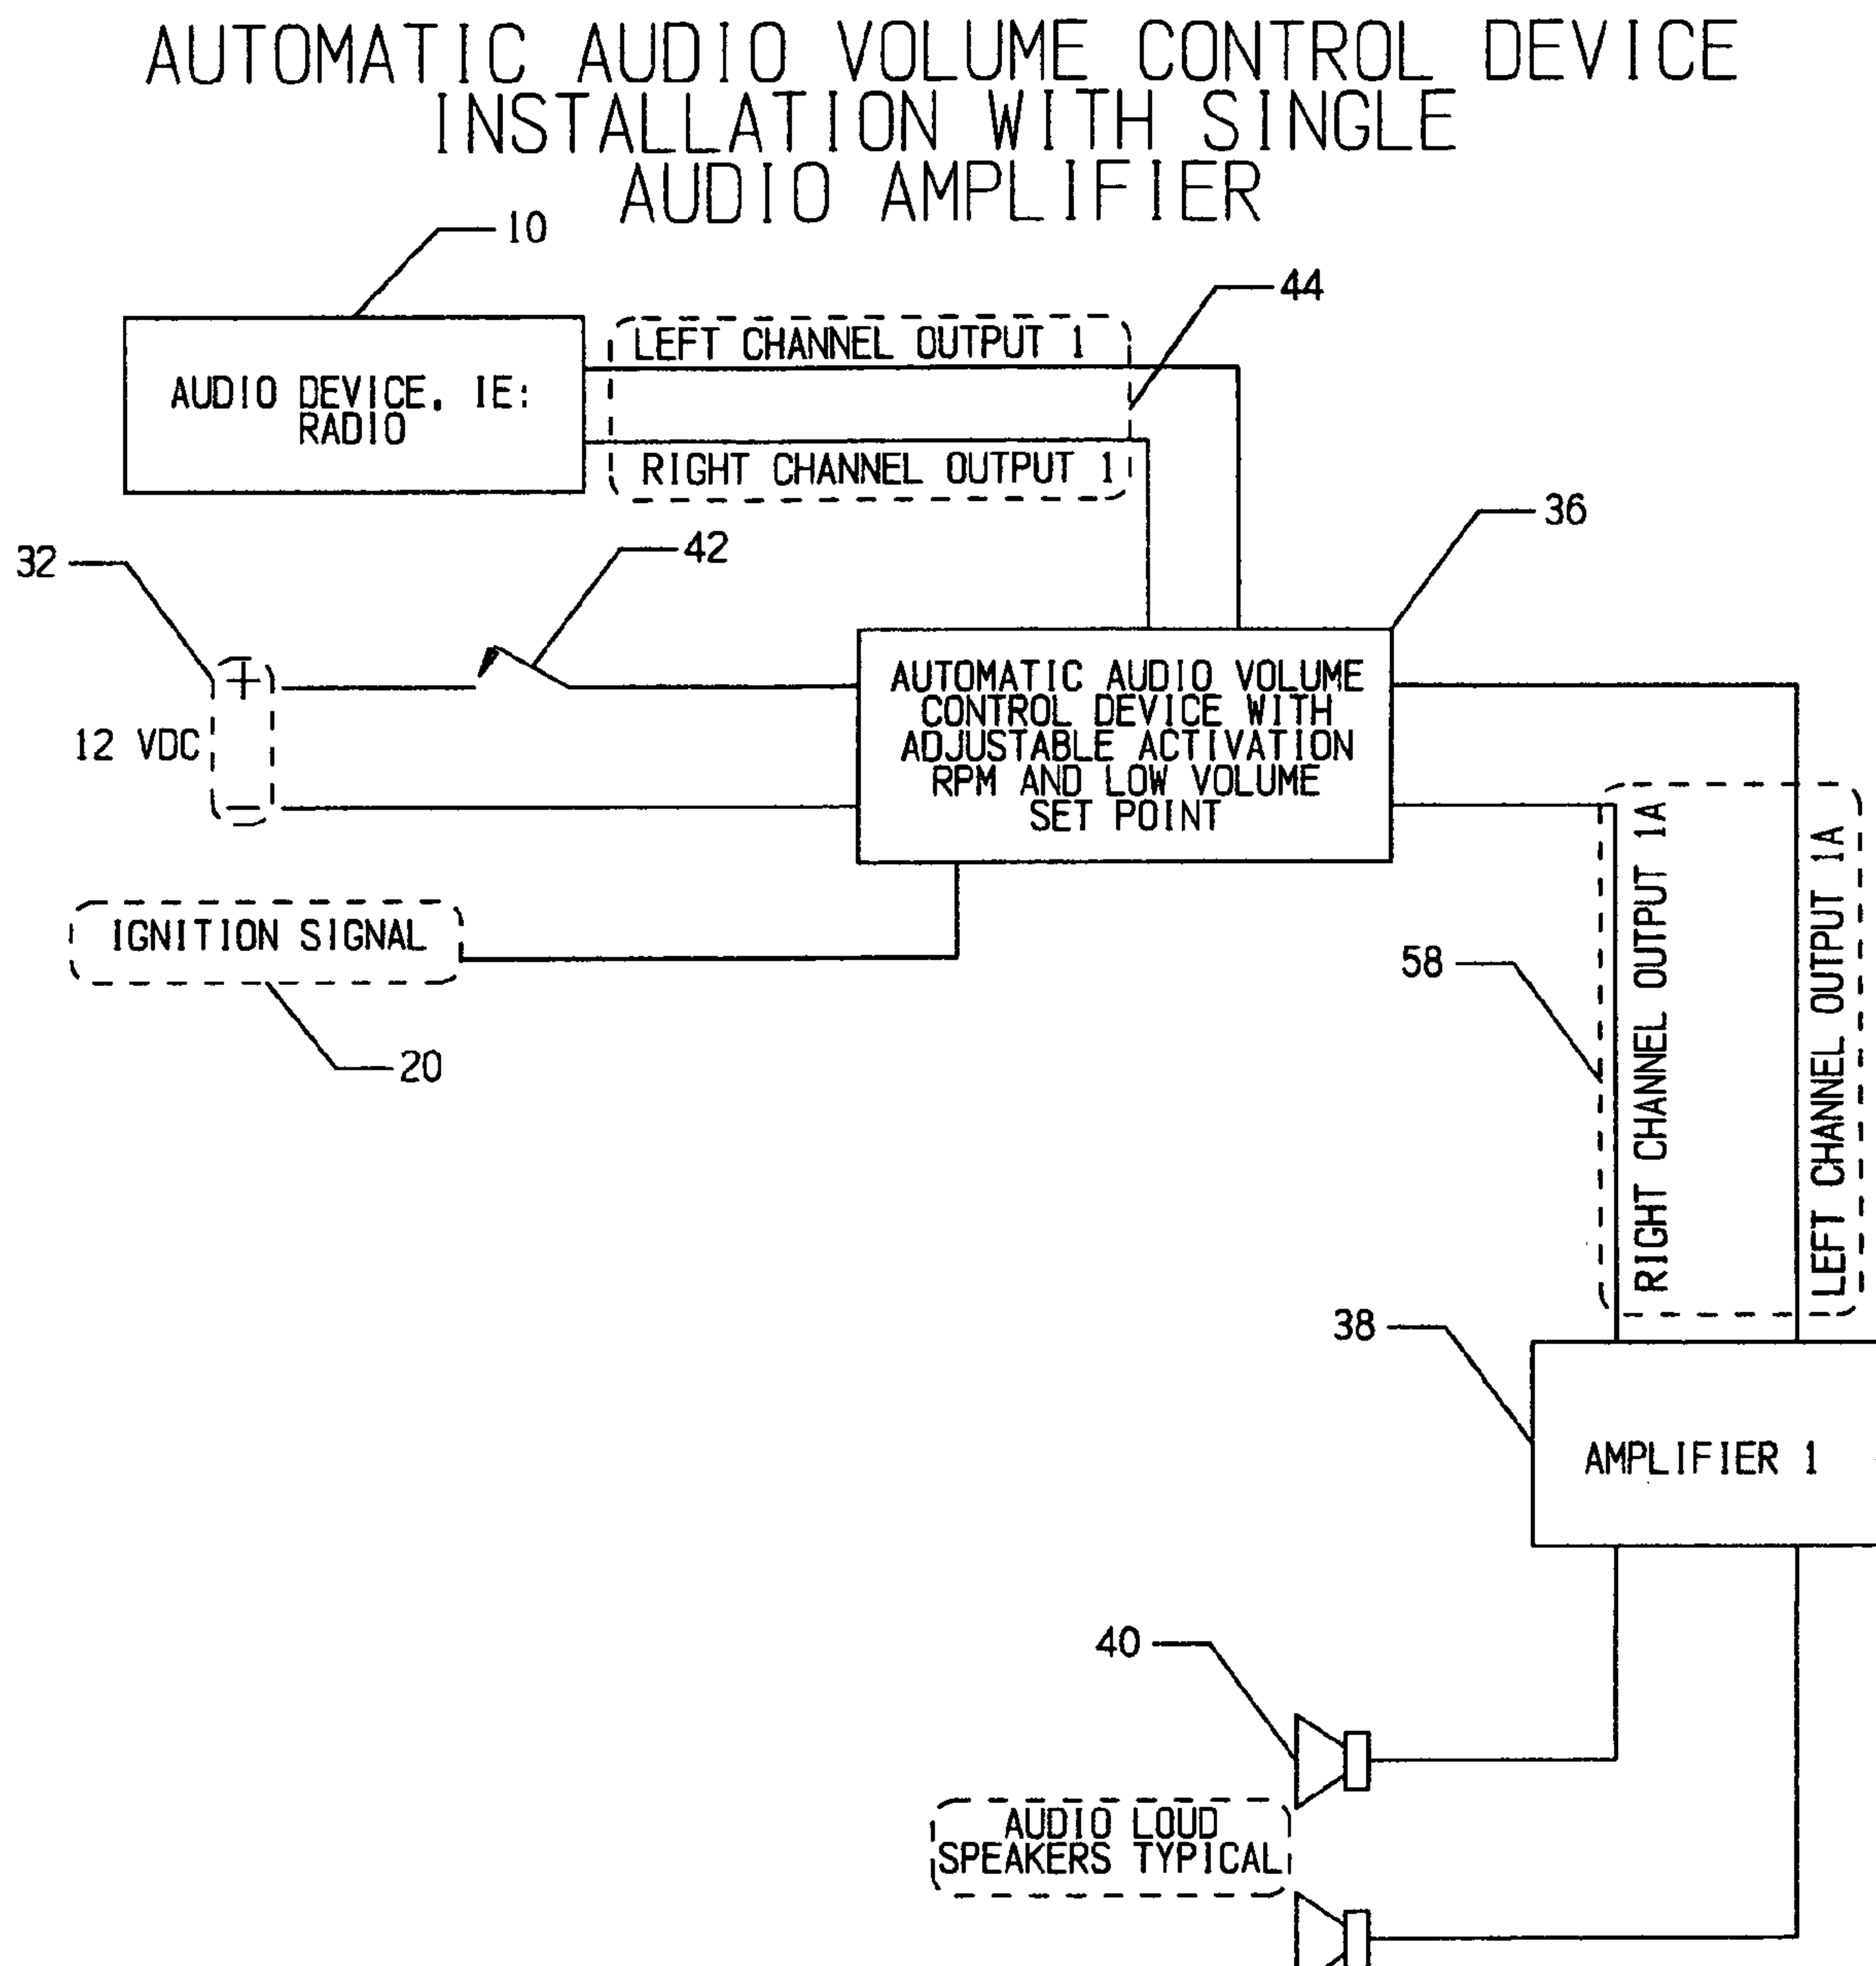 AUTOMATIC AUDIO VOLUME CONTROL DEVICE
INSTALLATION WITH SINGLE
AUDIO AMPLIFIER
10
44
LEFT CHANNEL OUTPUT 1
AUDIO DEVICE, IE:
RADIO
RIGHT CHANNEL OUTPUT 1
36
42
32
+
12 VDC
−
AUTOMATIC AUDIO VOLUME
CONTROL DEVICE WITH
ADJUSTABLE ACTIVATION
RPM AND LOW VOLUME
SET POINT
IGNITION SIGNAL
20
58
RIGHT CHANNEL OUTPUT 1A
LEFT CHANNEL OUTPUT 1A
38
AMPLIFIER 1
40
AUDIO LOUD
SPEAKERS TYPICAL